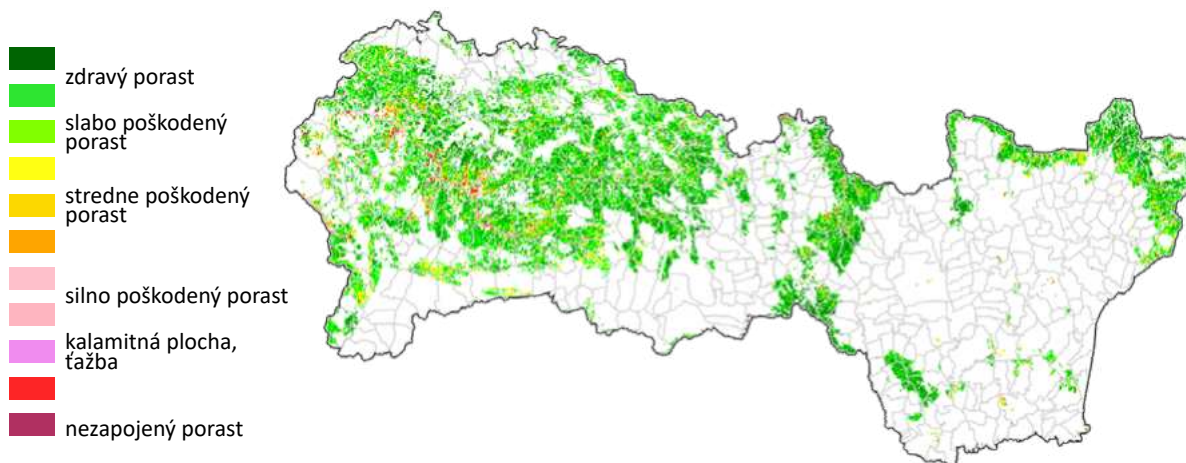 zdravý porast
slabo poškodený
porast
stredne poškodený
porast
silno poškodený porast
kalamitná plocha,
ťažba
nezapojený porast